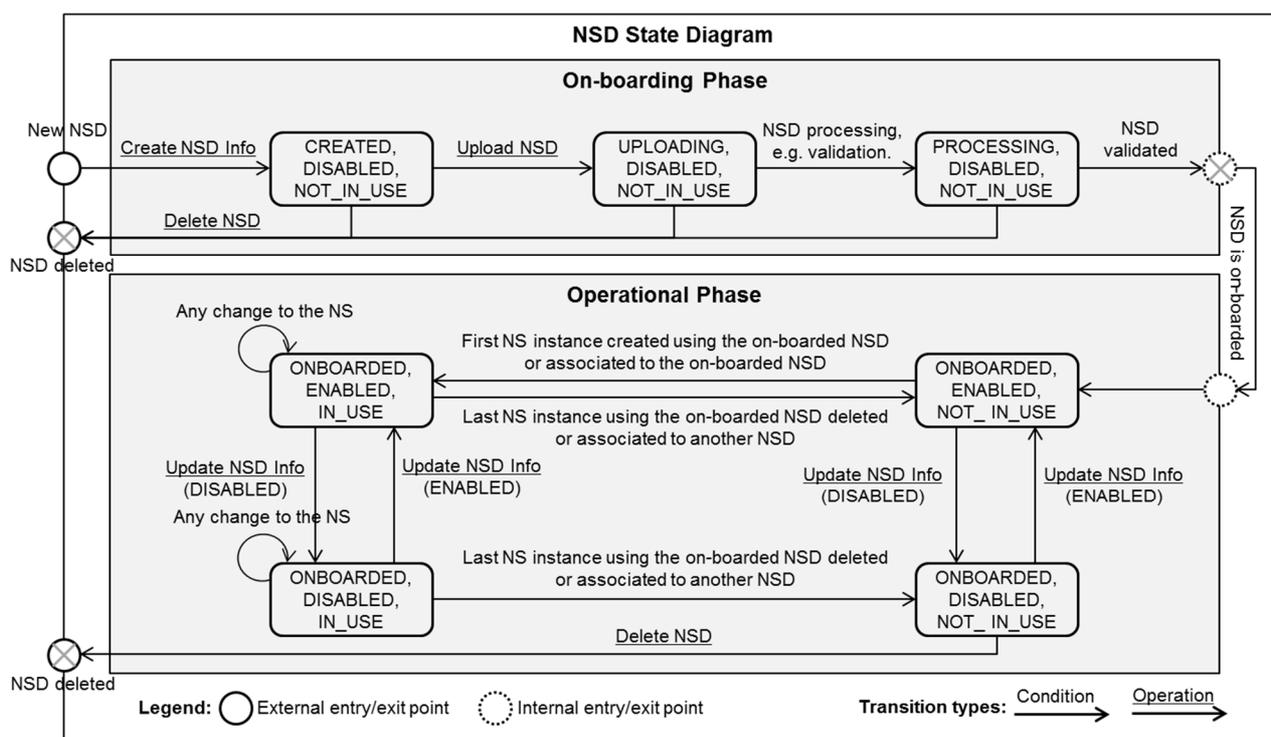 NSD State Diagram
On-boarding Phase
New NSD
Create NSD Info
CREATED,
DISABLED,
NOT_IN_USE
Upload NSD
UPLOADING,
DISABLED,
NOT_IN_USE
NSD processing,
e.g. validation.
PROCESSING,
DISABLED,
NOT_IN_USE
NSD
validated
Delete NSD
NSD deleted
NSD is on-boarded
Operational Phase
Any change to the NS
ONBOARDED,
ENABLED,
IN_USE
First NS instance created using the on-boarded NSD
or associated to the on-boarded NSD
Last NS instance using the on-boarded NSD deleted
or associated to another NSD
ONBOARDED,
ENABLED,
NOT_ IN_USE
Update NSD Info
(DISABLED)
Update NSD Info
(ENABLED)
Update NSD Info
(DISABLED)
Update NSD Info
(ENABLED)
Any change to the NS
ONBOARDED,
DISABLED,
IN_USE
Last NS instance using the on-boarded NSD deleted
or associated to another NSD
ONBOARDED,
DISABLED,
NOT_ IN_USE
Delete NSD
NSD deleted
Legend:
External entry/exit point
Internal entry/exit point
Transition types:
Condition
Operation